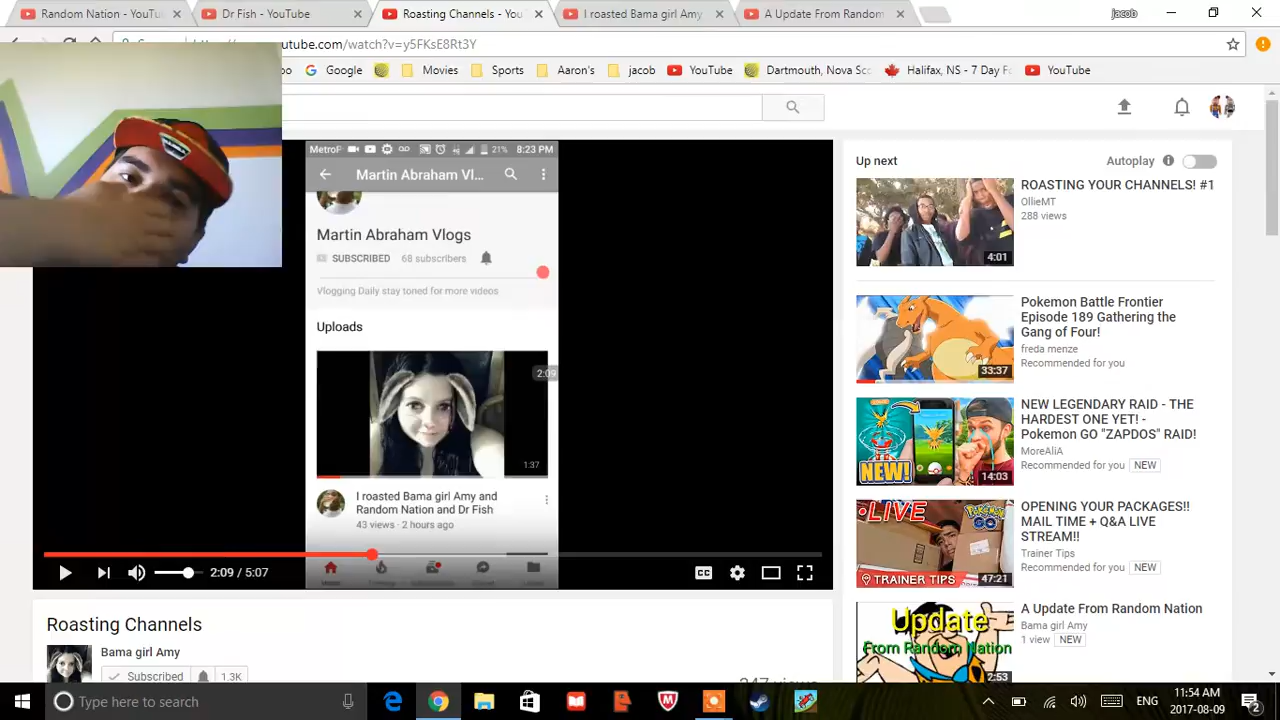 Random Nation - YouTube
Dr Fish - YouTube
Roasting Channels - You
I roasted Bama girl Amy
A Update From Random
jacob
utube.com/watch?v=y5FKsE8Rt3Y
Google
Movies
Sports
Aaron's
jacob
YouTube
Dartmouth, Nova Sco
Halifax, NS - 7 Day F
YouTube
MetroP
21% 8:23 PM
Martin Abraham Vl...
Martin Abraham Vlogs
SUBSCRIBED 68 subscribers
Vlogging Daily stay toned for more videos
Uploads
2:09
1:37
I roasted Bama girl Amy and
Random Nation and Dr Fish
43 views · 2 hours ago
Home
2:09 / 5:07
CC
Roasting Channels
Bama girl Amy
Subscribed
1.3K
Up next
Autoplay
ROASTING YOUR CHANNELS! #1
OllieMT
288 views
4:01
Pokemon Battle Frontier
Episode 189 Gathering the
Gang of Four!
freda menze
Recommended for you
33:37
NEW LEGENDARY RAID - THE
HARDEST ONE YET! -
Pokemon GO "ZAPDOS" RAID!
MoreAliA
Recommended for you NEW
NEW!
14:03
OPENING YOUR PACKAGES!!
MAIL TIME + Q&A LIVE
STREAM!!
Trainer Tips
Recommended for you NEW
LIVE
TRAINER TIPS
47:21
A Update From Random Nation
Bama girl Amy
1 view NEW
Update
From Random Nation
2:53
Type here to search
ENG
11:54 AM
2017-08-09
2